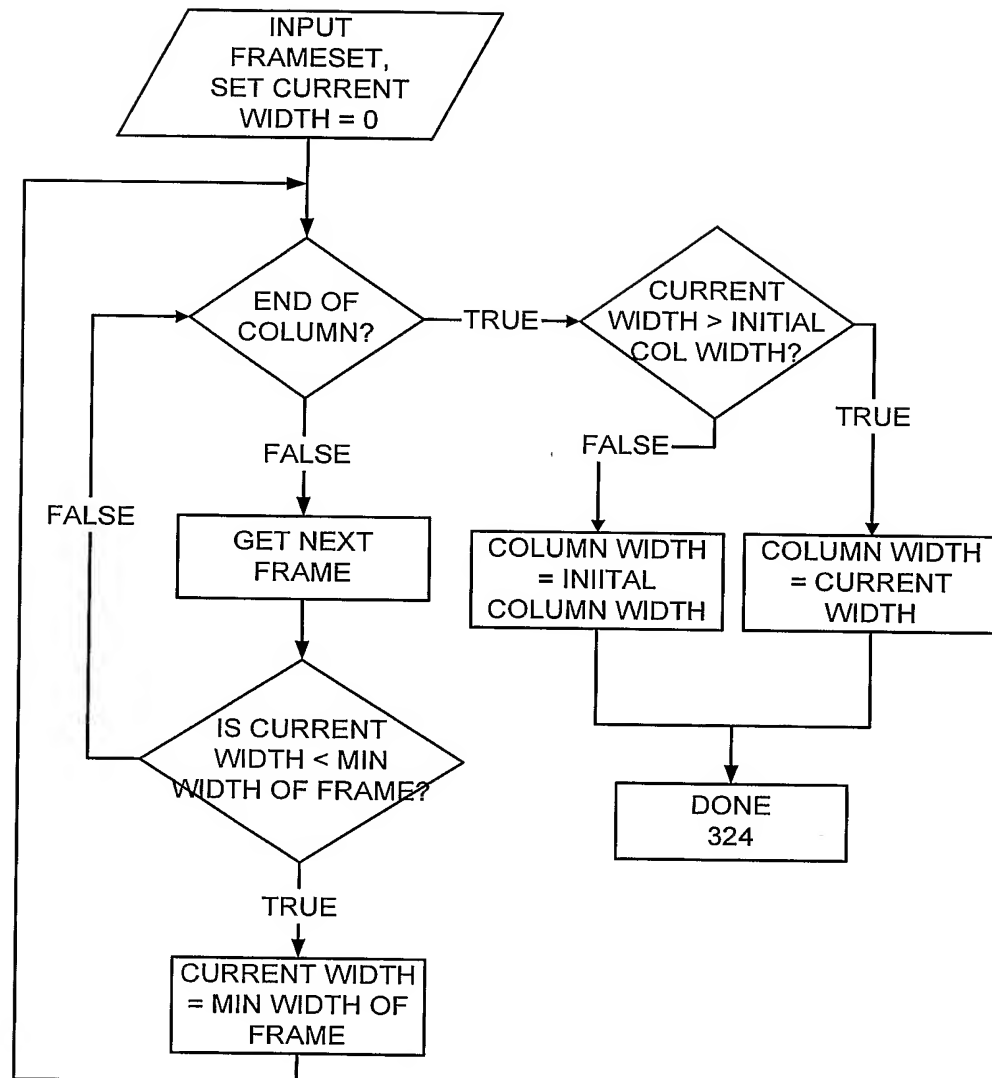 INPUT
FRAMESET,
SET CURRENT
WIDTH = 0
END OF
COLUMN?
TRUE
CURRENT
WIDTH > INITIAL
COL WIDTH?
TRUE
FALSE
FALSE
FALSE
GET NEXT
FRAME
COLUMN WIDTH
= INIITAL
COLUMN WIDTH
COLUMN WIDTH
= CURRENT
WIDTH
IS CURRENT
WIDTH < MIN
WIDTH OF FRAME?
DONE
324
TRUE
CURRENT WIDTH
= MIN WIDTH OF
FRAME